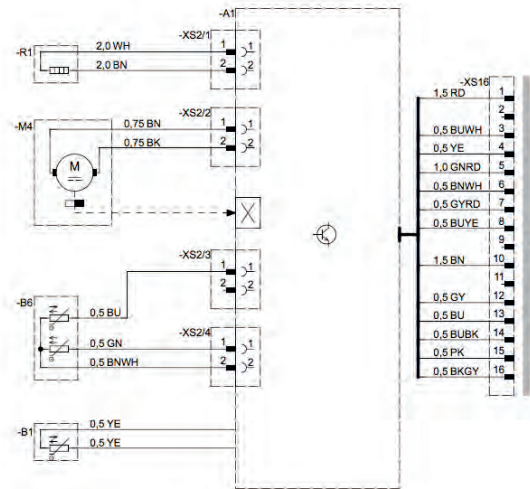 -A1
-XS2/1
-R1
2,0 WH
1
1
2,0 BN
2
2
-XS2/2
-M4
0,75 BN
1
1
0,75 BK
2
2
M
-XS2/3
1
1
2
2
-B6
0,5 BU
-XS2/4
0,5 GN
1
1
0,5 BNWH
2
2
-B1
0,5 YE
0,5 YE
-XS16
1,5 RD
1
2
0,5 BUWH
3
0,5 YE
4
1,0 GNRD
5
0,5 BNWH
6
0,5 GYRD
7
0,5 BUYE
8
9
1,5 BN
10
11
0,5 GY
12
0,5 BU
13
0,5 BUBK
14
0,5 PK
15
0,5 BKGY
16